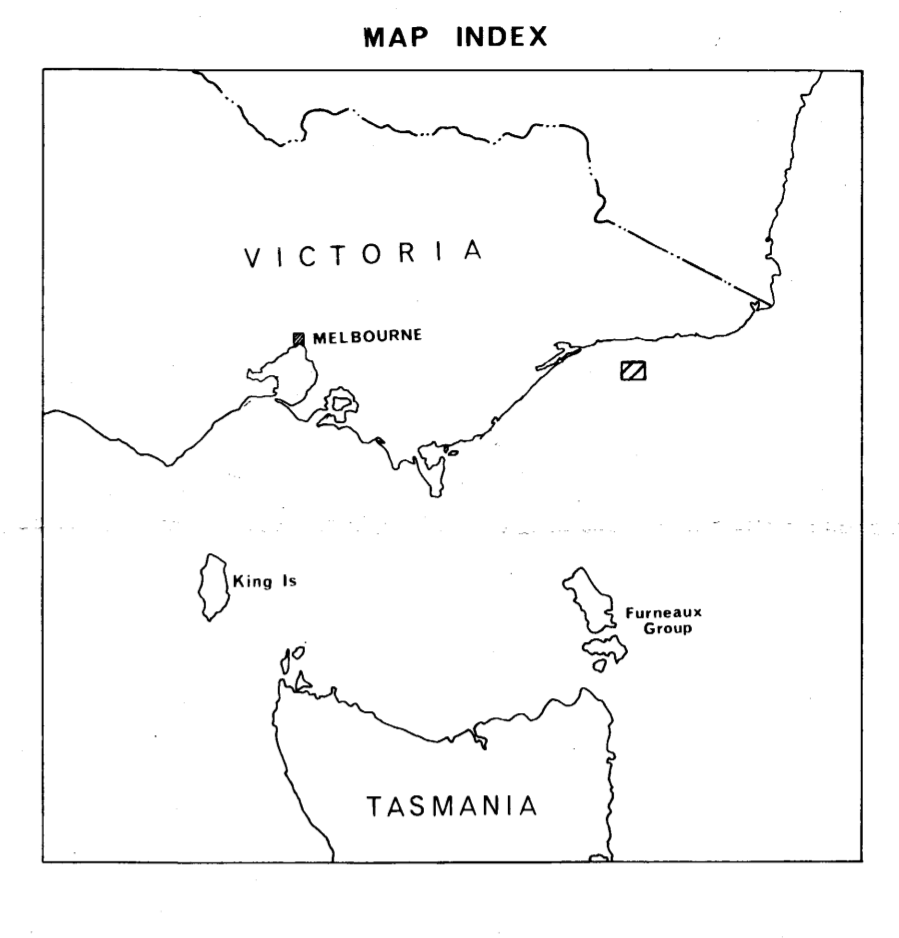 MAP INDEX
VICTORIA
MELBOURNE
King Is
Furneaux
Group
TASMANIA